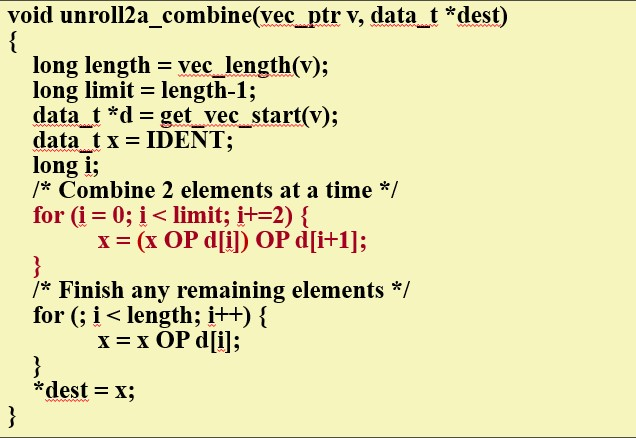 void unroll2a_combine(vec_ptr v, data_t *dest)
{
long length = vec_length(v);
long limit = length-1;
data_t *d = get_vec_start(v);
data_t x = IDENT;
long i;
/* Combine 2 elements at a time */
for (i = 0; i < limit; i+=2) {
x = (x OP d[i]) OP d[i+1];
}
/* Finish any remaining elements */
for (; i < length; i++) {
x = x OP d[i];
}
*dest = x;
}